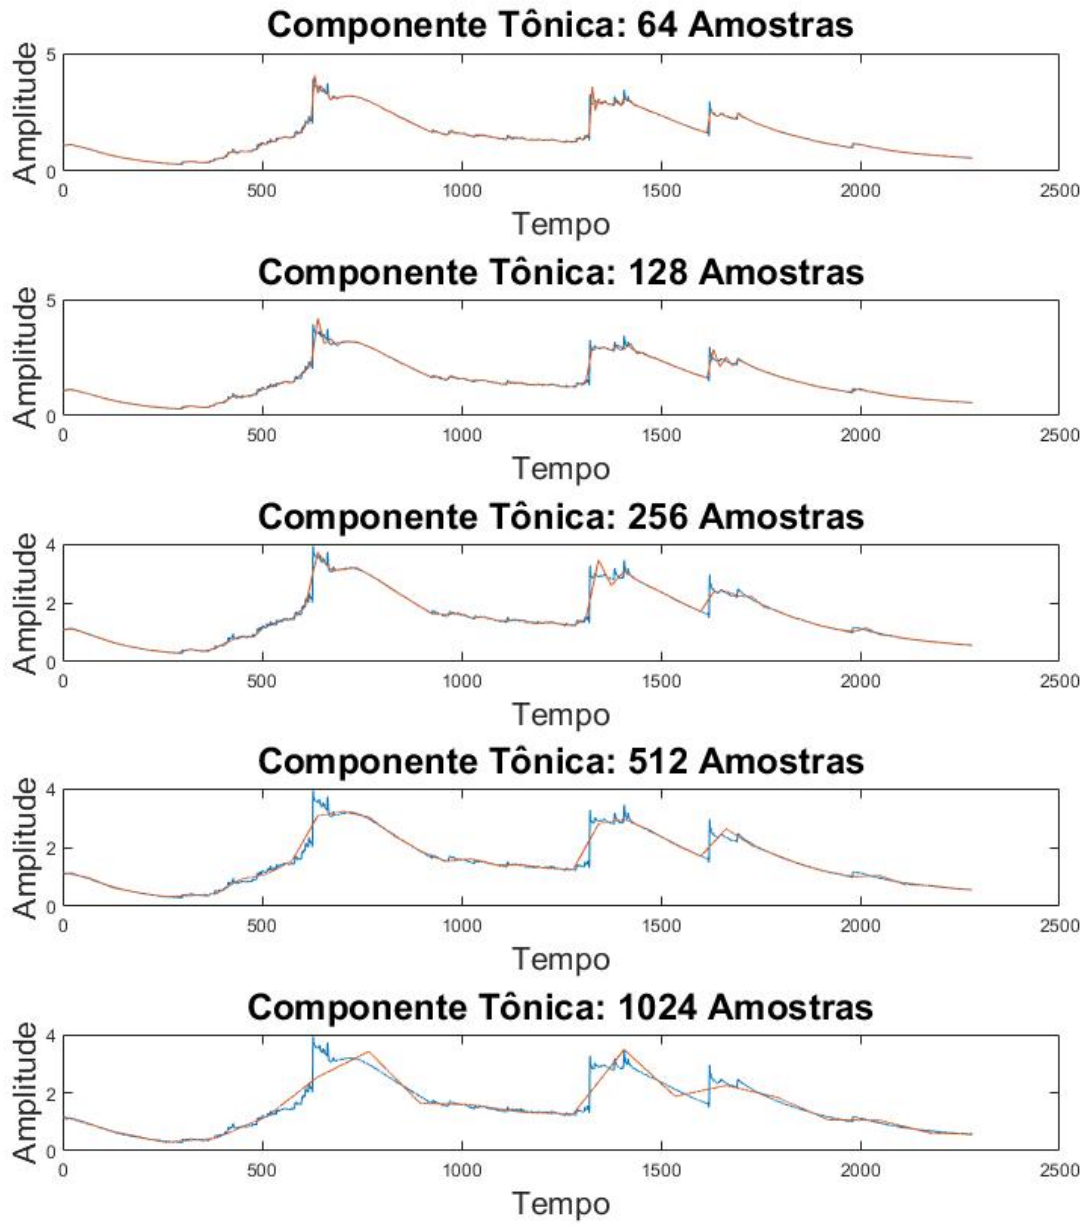 Componente Tônica: 64 Amostras
5
0
Amplitude
0 500 1000 1500 2000 2500
Tempo
Componente Tônica: 128 Amostras
5
0
Amplitude
0 500 1000 1500 2000 2500
Tempo
Componente Tônica: 256 Amostras
4
2
0
Amplitude
0 500 1000 1500 2000 2500
Tempo
Componente Tônica: 512 Amostras
4
2
0
Amplitude
0 500 1000 1500 2000 2500
Tempo
Componente Tônica: 1024 Amostras
4
2
0
Amplitude
0 500 1000 1500 2000 2500
Tempo